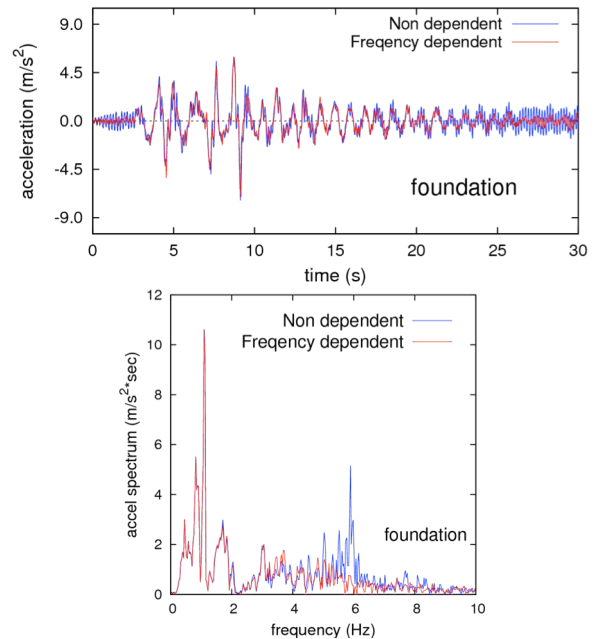 9.0
4.5
0.0
-4.5
-9.0
acceleration (m/s²)
Non dependent
Freqency dependent
foundation
0 5 10 15 20 25 30
time (s)
12
10
8
6
4
2
0
accel spectrum (m/s²*sec)
Non dependent
Freqency dependent
foundation
0 2 4 6 8 10
frequency (Hz)